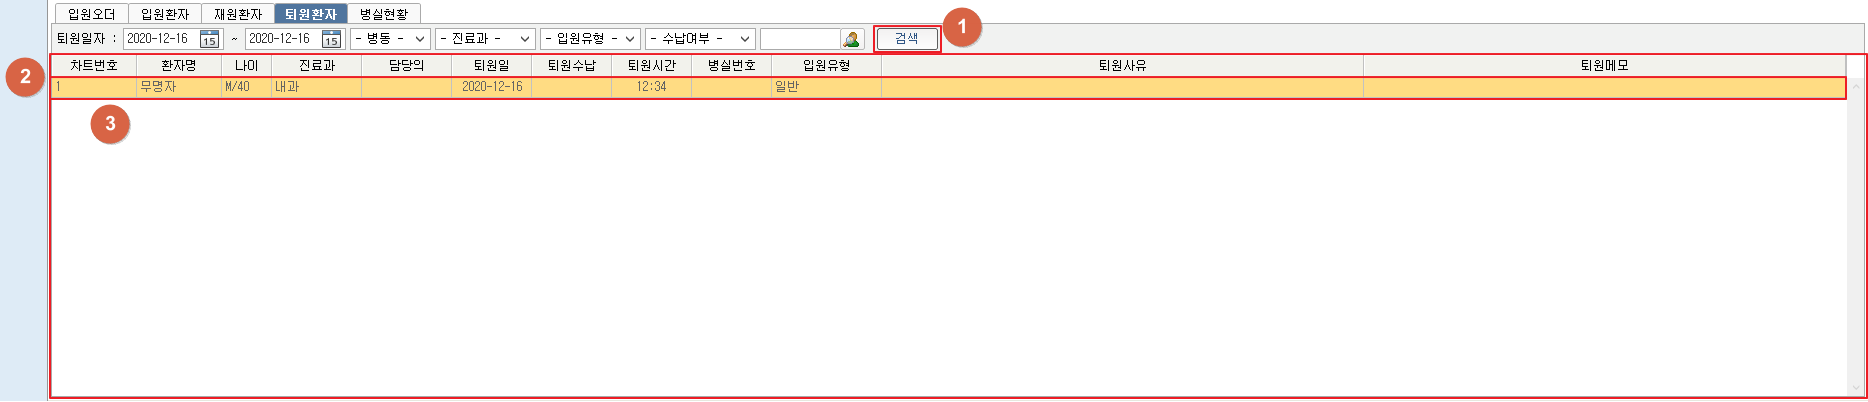 입원오더 입원환자 재원환자 퇴원환자 병실현황
퇴원일자 : 2020-12-16 15 ~ 2020-12-16 15 - 병동 - - 진료과 - - 입원유형 - - 수납여부 - 검색 1
2 차트번호 환자명 나이 진료과 담당의 퇴원일 퇴원수납 퇴원시간 병실번호 입원유형 퇴원사유 퇴원메모
1 무명자 M/40 내과 2020-12-16 12:34 일반
3